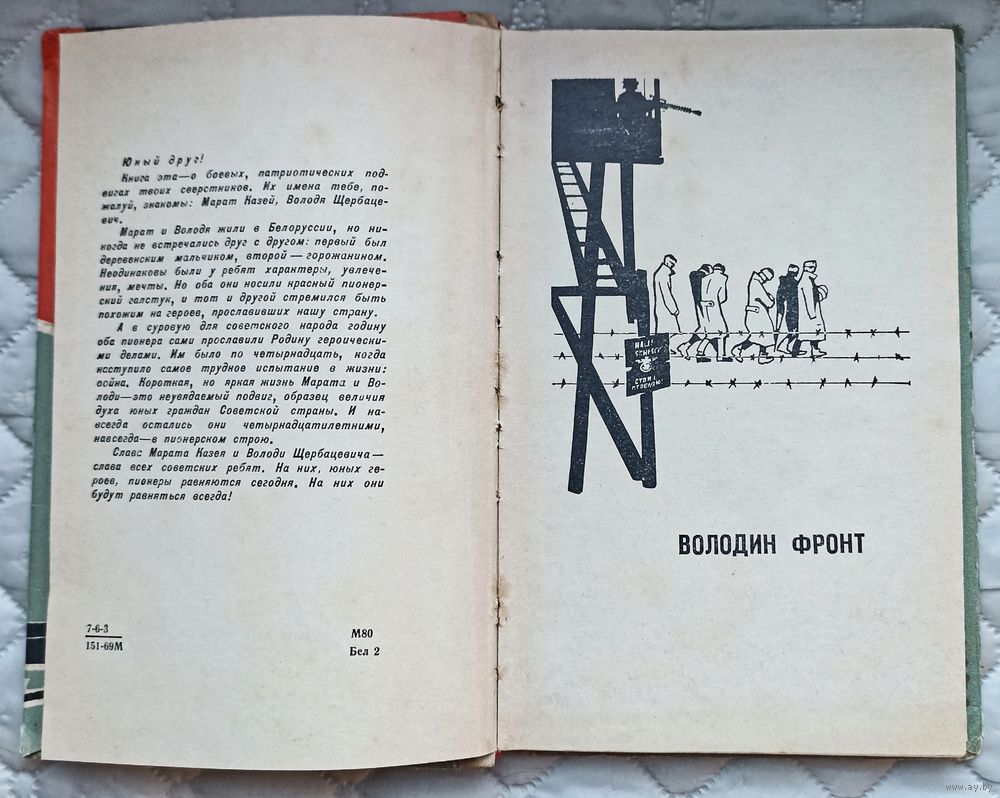 Юный друг!
Книга эта—о боевых, патриотических под-
вигах твоих сверстников. Их имена тебе, по-
жалуй, знакомы: Марат Казей, Володя Щербаце-
вич.
Марат и Володя жили в Белоруссии, но ни-
когда не встречались друг с другом: первый был
деревенским мальчиком, второй—горожанином.
Неодинаковы были у ребят характеры, увлече-
ния, мечты. Но оба они носили красный пионер-
ский галстук, и тот и другой стремился быть
похожим на героев, прославивших нашу страну.
А в суровую для советского народа годину
оба пионера сами прославили Родину героически-
ми делами. Им было по четырнадцать, когда
наступило самое трудное испытание в жизни:
война. Короткая, но яркая жизнь Марата и Во-
лоди—это неувядаемый подвиг, образец величия
духа юных граждан Советской страны. И на-
всегда остались они четырнадцатилетними,
навсегда—в пионерском строю.
Слава Марата Казея и Володи Щербацевича—
слава всех советских ребят. На них, юных ге-
роев, пионеры равняются сегодня. На них они
будут равняться всегда!
7-6-3
151-69М
М80
Бел 2
HALT!
СТОЙ!
ВОЛОДИН ФРОНТ
www.ay.by